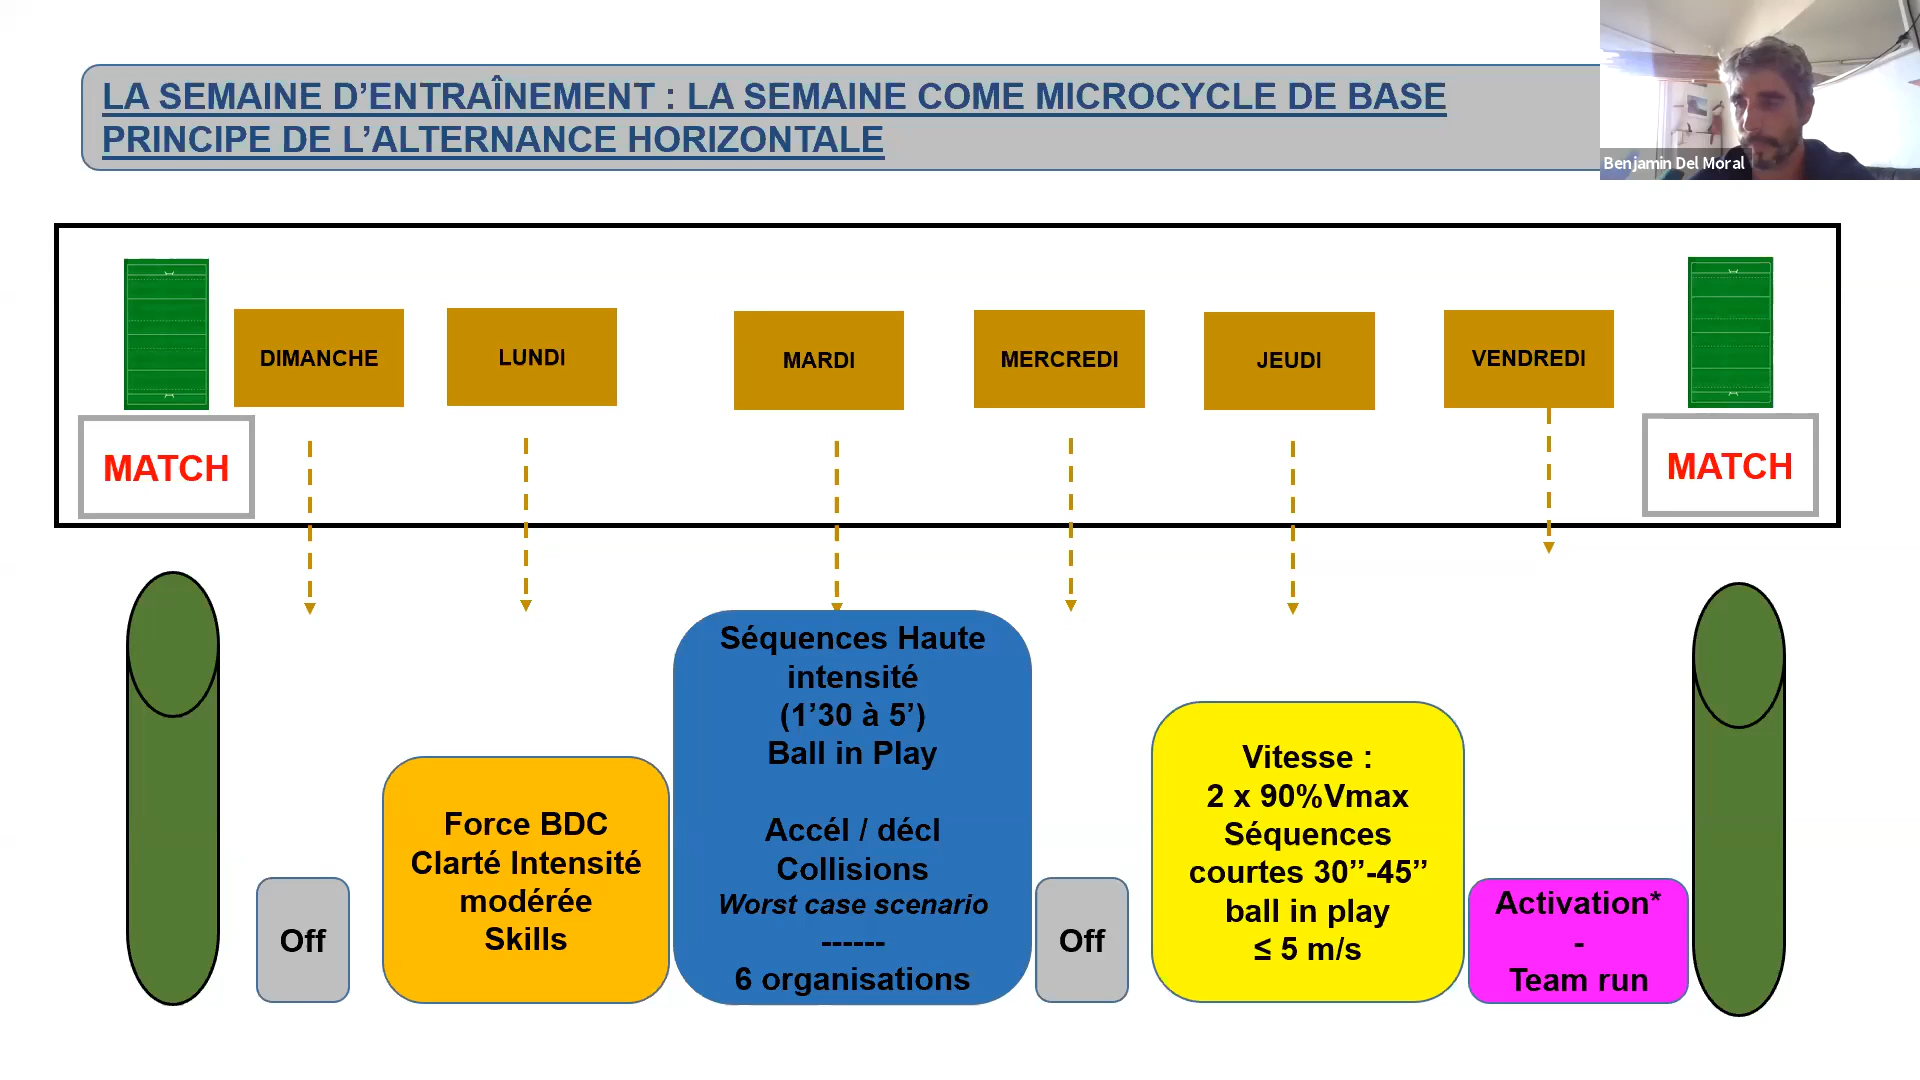 LA SEMAINE D’ENTRAÎNEMENT : LA SEMAINE COME MICROCYCLE DE BASE
PRINCIPE DE L’ALTERNANCE HORIZONTALE
Benjamin Del Moral
DIMANCHE
LUNDI
MARDI
MERCREDI
JEUDI
VENDREDI
MATCH
MATCH
Off
Force BDC
Clarté Intensité
modérée
Skills
Séquences Haute
intensité
(1’30 à 5’)
Ball in Play
Accél / décl
Collisions
Worst case scenario
------
6 organisations
Off
Vitesse :
2 x 90%Vmax
Séquences
courtes 30’’-45’’
ball in play
≤ 5 m/s
Activation*
-
Team run